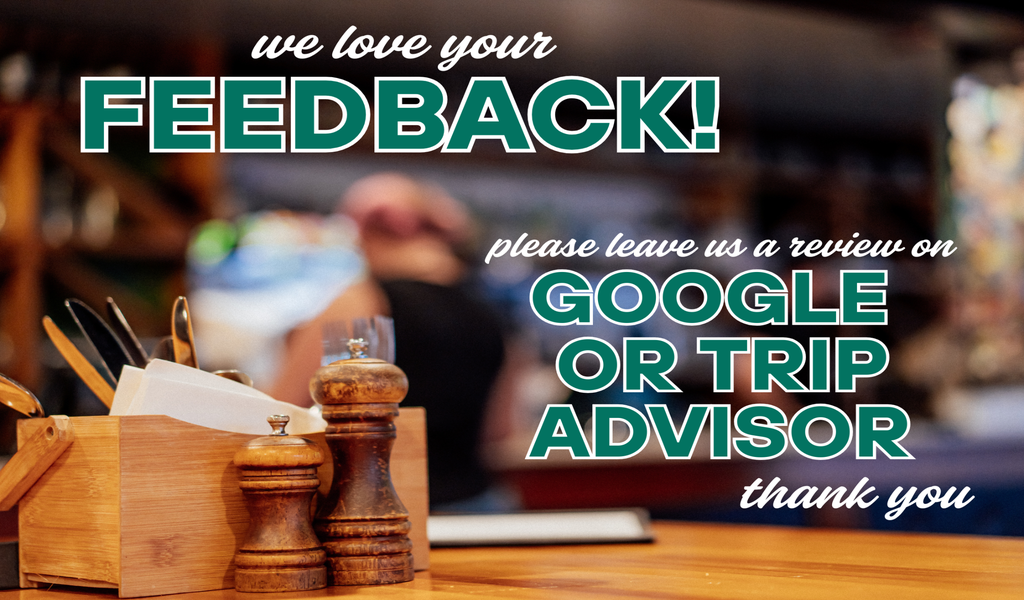 we love your
FEEDBACK!
please leave us a review on
GOOGLE
OR TRIP
ADVISOR
thank you